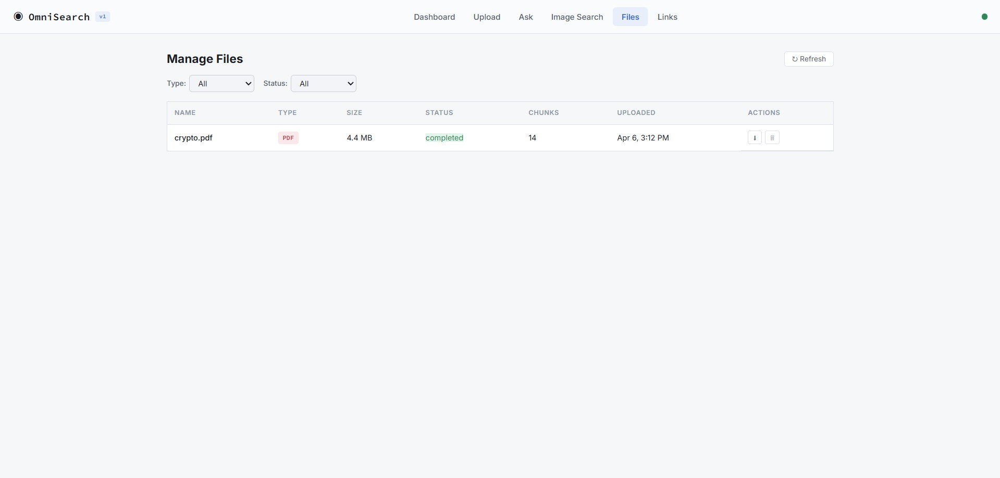 OmniSearch v1 Dashboard Upload Ask Image Search Files Links
Manage Files ↻ Refresh
Type: All Status: All
NAME TYPE SIZE STATUS CHUNKS UPLOADED ACTIONS
crypto.pdf PDF 4.4 MB completed 14 Apr 6, 3:12 PM